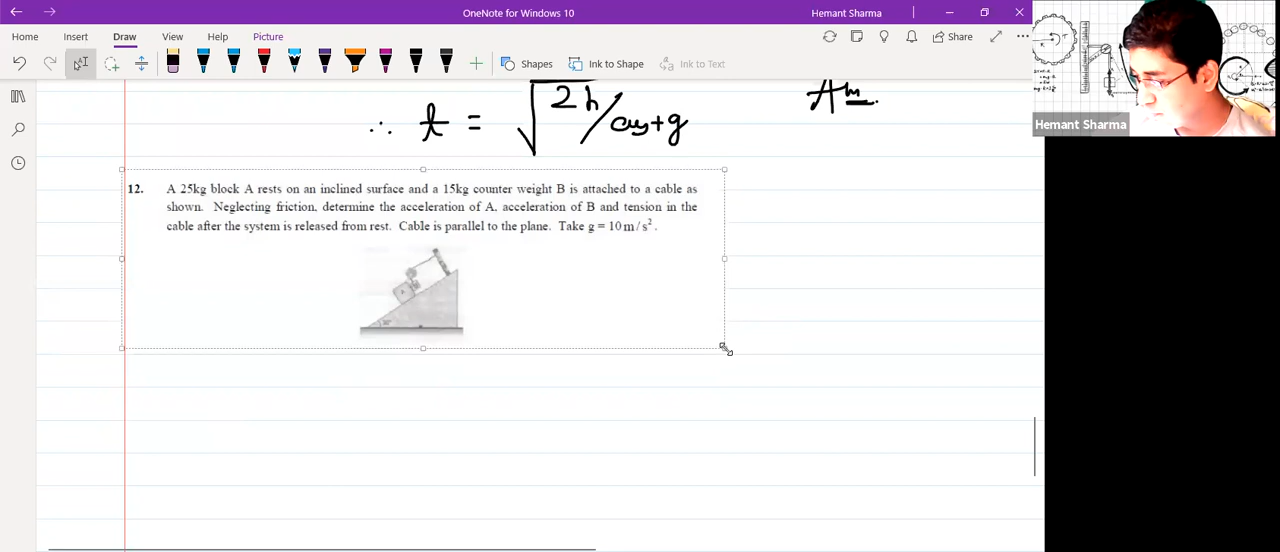 OneNote for Windows 10
Hemant Sharma
Home Insert Draw View Help Picture
Share
Shapes Ink to Shape Ink to Text
Hemant Sharma
∴ t = √2h/
Ans.
12. A 25kg block A rests on an inclined surface and a 15kg counter weight B is attached to a cable as
shown. Neglecting friction, determine the acceleration of A, acceleration of B and tension in the
cable after the system is released from rest. Cable is parallel to the plane. Take g = 10 m/s².